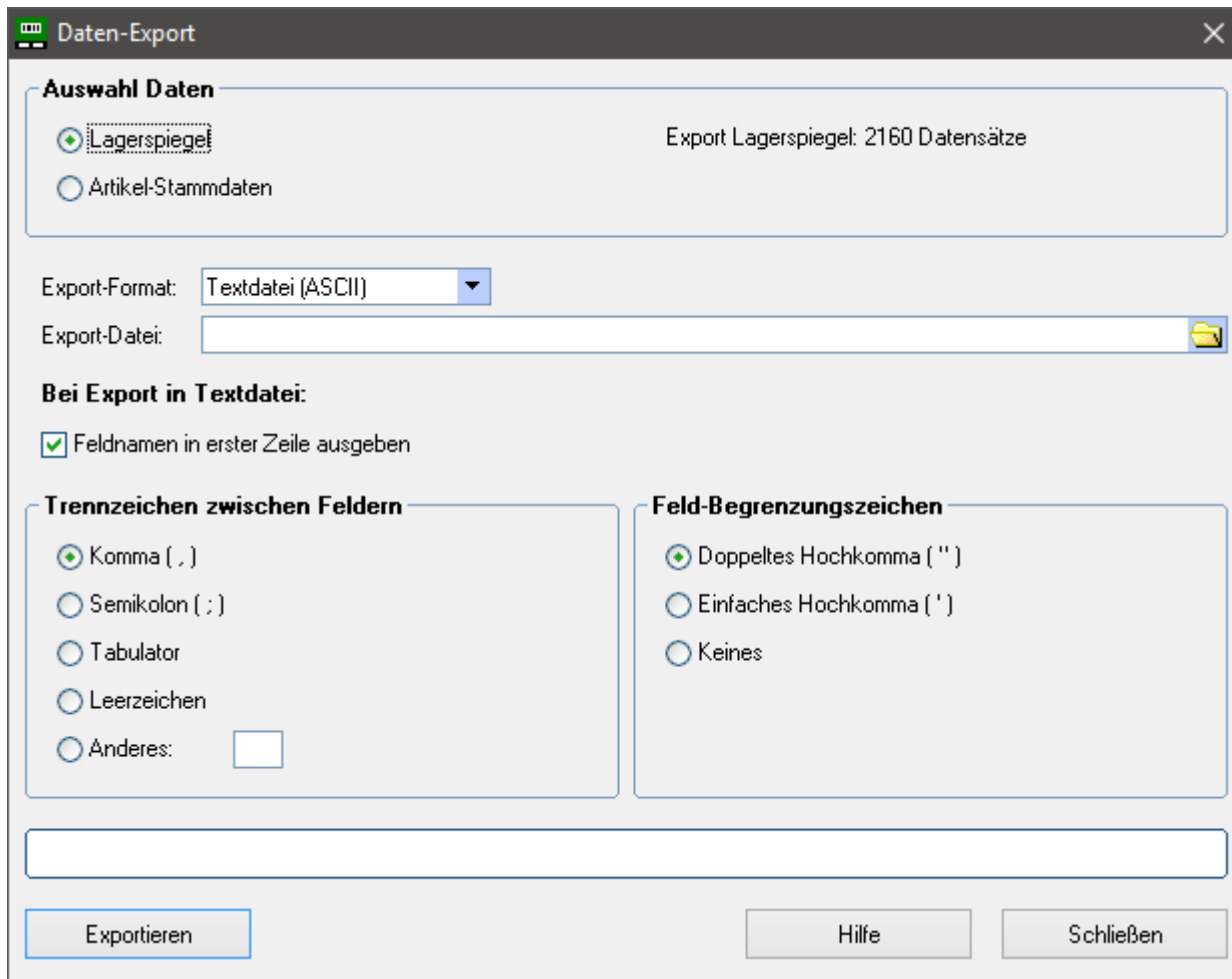 Daten-Export
Auswahl Daten
Lagerspiegel
Export Lagerspiegel: 2160 Datensätze
Artikel-Stammdaten
Export-Format: Textdatei (ASCII)
Export-Datei:
Bei Export in Textdatei:
Feldnamen in erster Zeile ausgeben
Trennzeichen zwischen Feldern
Komma ( , )
Semikolon ( ; )
Tabulator
Leerzeichen
Anderes:
Feld-Begrenzungszeichen
Doppeltes Hochkomma ( " )
Einfaches Hochkomma ( ' )
Keines
Exportieren
Hilfe
Schließen